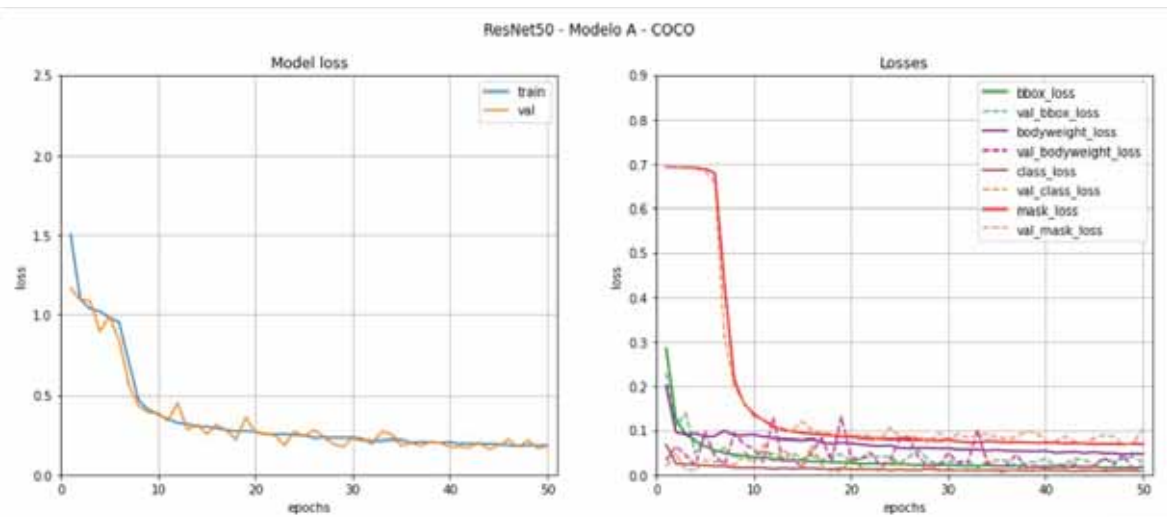 ResNet50 - Modelo A - COCO
Model loss
2.5
2.0
1.5
1.0
0.5
0.0
loss
0 10 20 30 40 50
epochs
train
val
Losses
0.9
0.8
0.7
0.6
0.5
0.4
0.3
0.2
0.1
0.0
loss
0 10 20 30 40 50
epochs
bbox_loss
val_bbox_loss
bodyweight_loss
val_bodyweight_loss
class_loss
val_class_loss
mask_loss
val_mask_loss